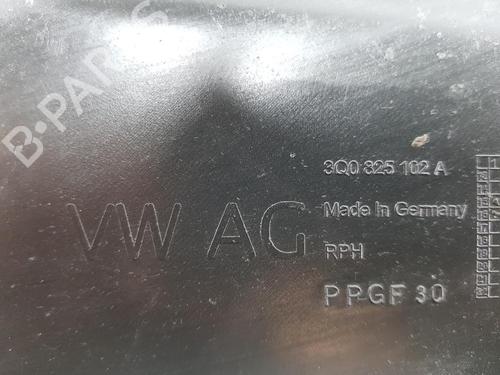 B-PARTS
3Q0 825 102 A
VW AG
Made In Germany
RPH
PPGF 30